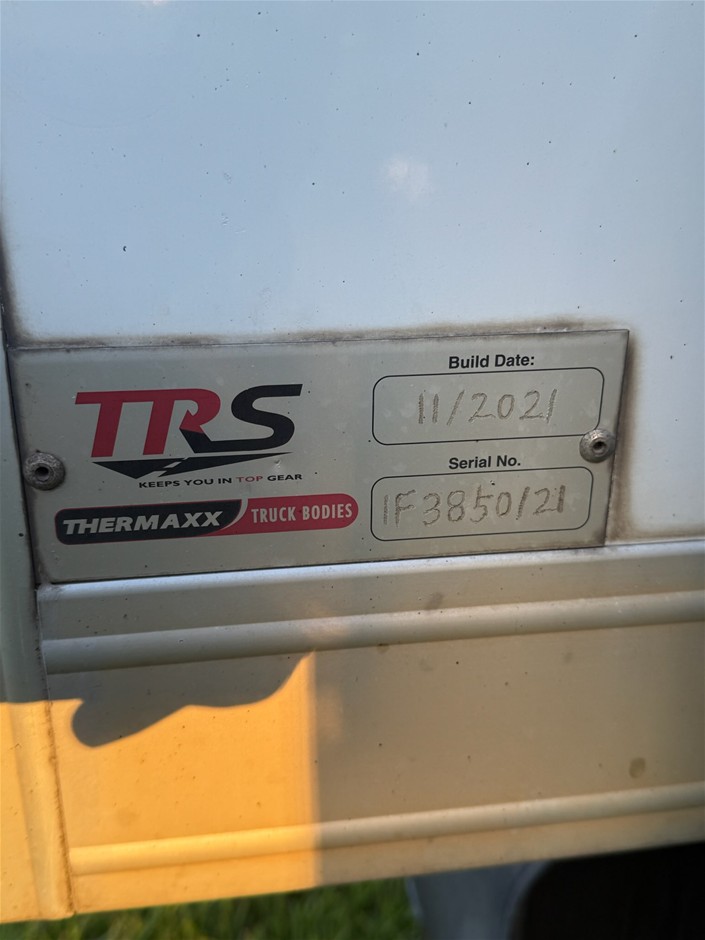 TRS
KEEPS YOU IN TOP GEAR
THERMAXX TRUCK BODIES
Build Date:
11/2021
Serial No.
IF3850/21